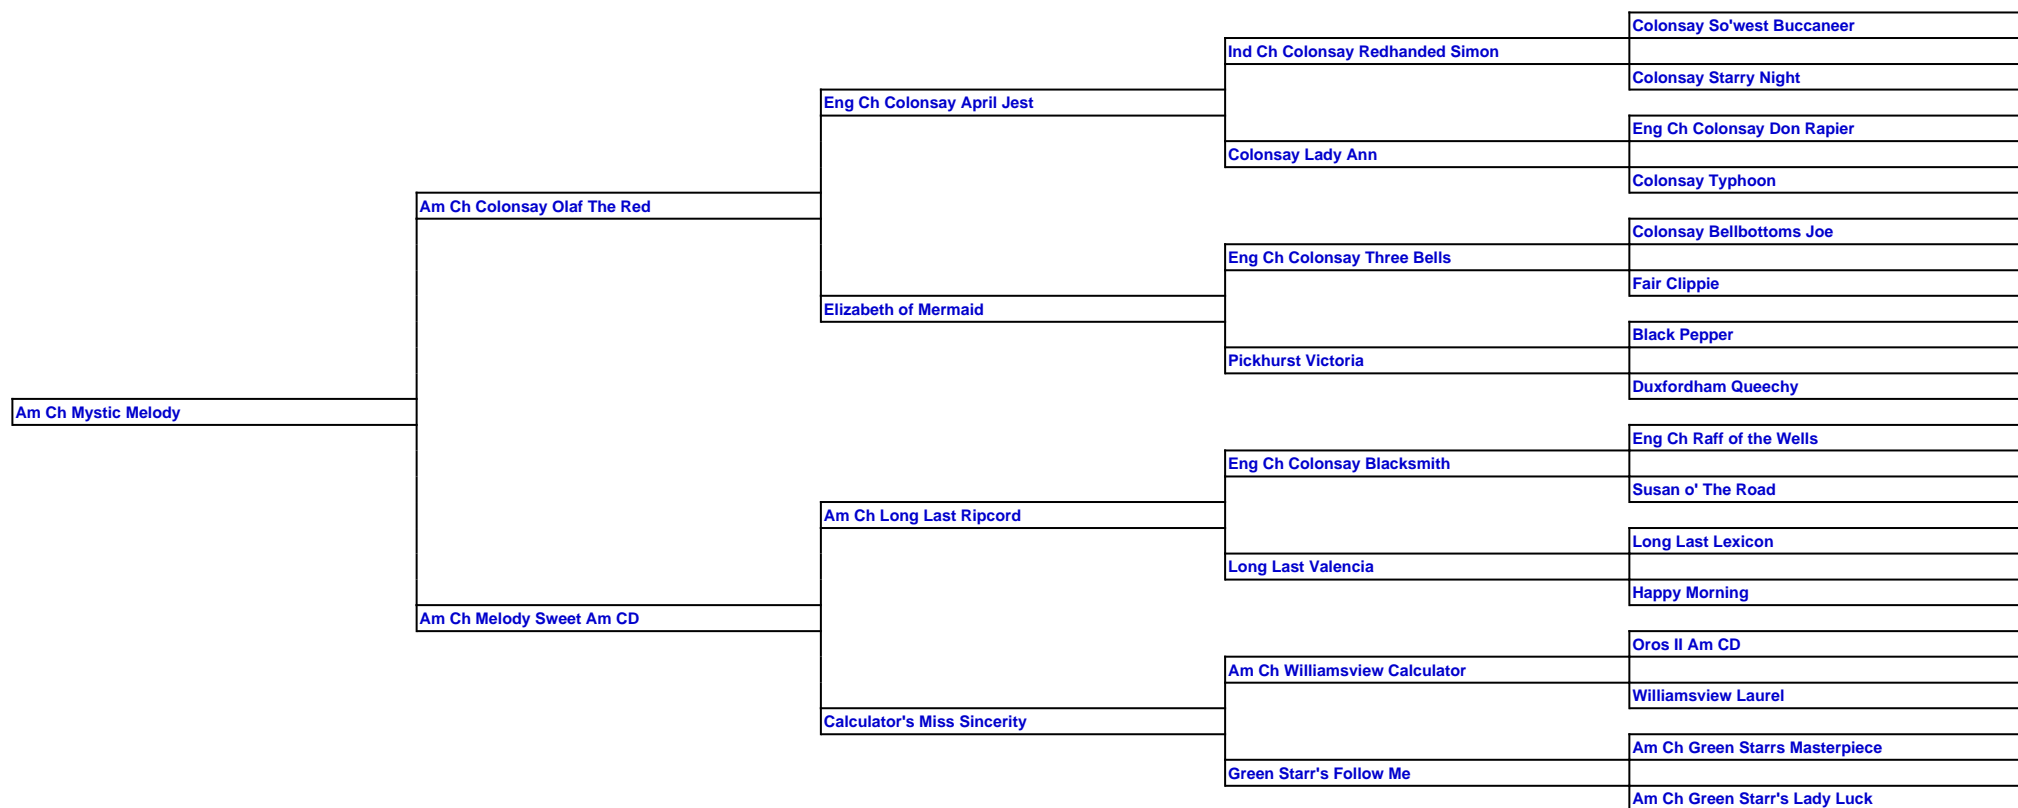 Colonsay So'west Buccaneer
Ind Ch Colonsay Redhanded Simon
Colonsay Starry Night
Eng Ch Colonsay April Jest
Eng Ch Colonsay Don Rapier
Colonsay Lady Ann
Colonsay Typhoon
Am Ch Colonsay Olaf The Red
Colonsay Bellbottoms Joe
Eng Ch Colonsay Three Bells
Fair Clippie
Elizabeth of Mermaid
Black Pepper
Pickhurst Victoria
Duxfordham Queechy
Am Ch Mystic Melody
Eng Ch Raff of the Wells
Eng Ch Colonsay Blacksmith
Susan o' The Road
Am Ch Long Last Ripcord
Long Last Lexicon
Long Last Valencia
Happy Morning
Am Ch Melody Sweet Am CD
Oros II Am CD
Am Ch Williamsview Calculator
Williamsview Laurel
Calculator's Miss Sincerity
Am Ch Green Starrs Masterpiece
Green Starr's Follow Me
Am Ch Green Starr's Lady Luck